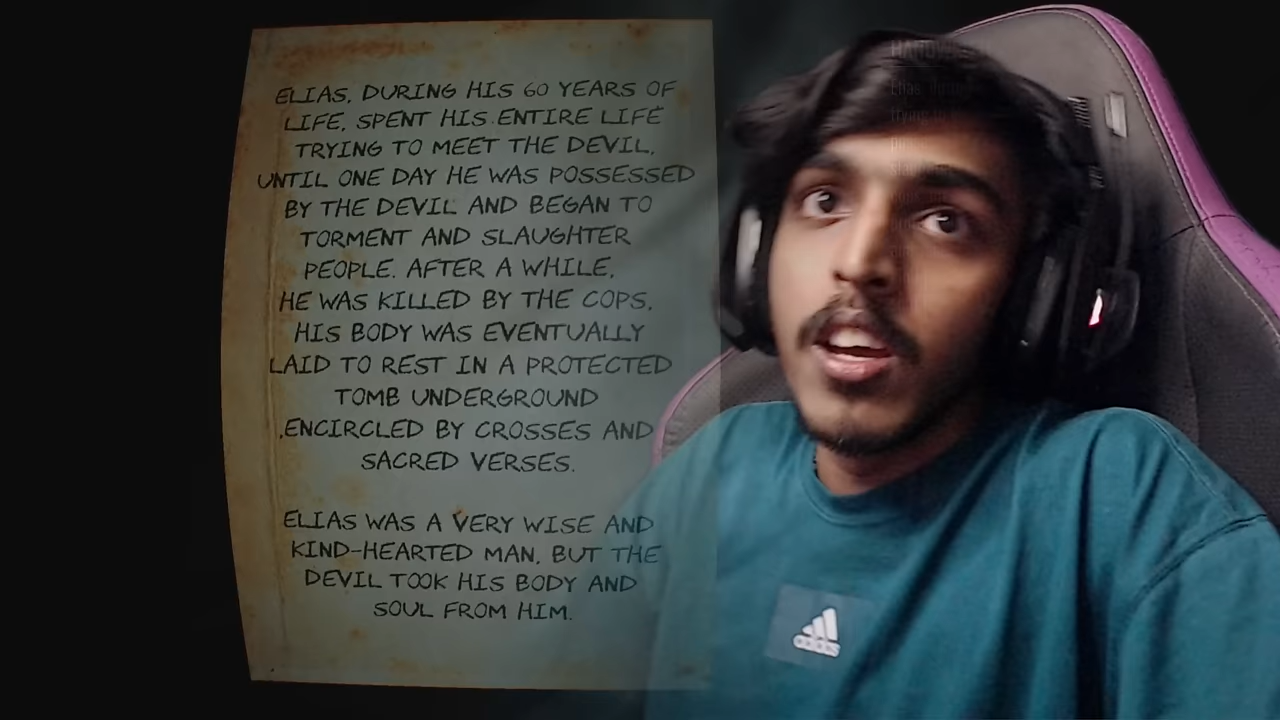 ELIAS, DURING HIS 60 YEARS OF
LIFE, SPENT HIS ENTIRE LIFE
TRYING TO MEET THE DEVIL,
UNTIL ONE DAY HE WAS POSSESSED
BY THE DEVIL AND BEGAN TO
TORMENT AND SLAUGHTER
PEOPLE. AFTER A WHILE,
HE WAS KILLED BY THE COPS,
HIS BODY WAS EVENTUALLY
LAID TO REST IN A PROTECTED
TOMB UNDERGROUND
,ENCIRCLED BY CROSSES AND
SACRED VERSES.
ELIAS WAS A VERY WISE AND
KIND-HEARTED MAN, BUT THE
DEVIL TOOK HIS BODY AND
SOUL FROM HIM.
Elias
trying
adidas